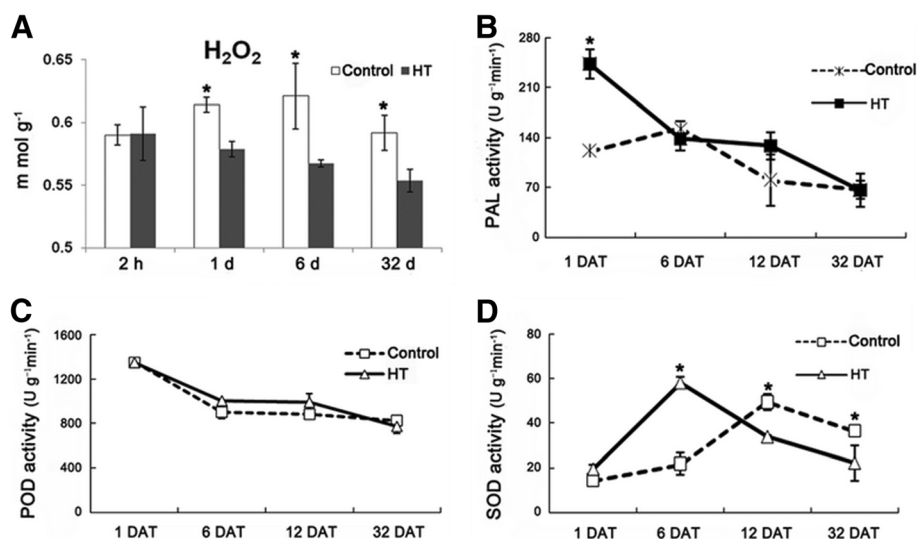 A
H₂O₂
Control HT
m mol g⁻¹
0.65
0.6
0.55
0.5
*
*
*
2 h 1 d 6 d 32 d
B
PAL activity (U g⁻¹min⁻¹)
280
210
140
70
0
*
Control
HT
1 DAT 6 DAT 12 DAT 32 DAT
C
POD activity (U g⁻¹min⁻¹)
1600
1200
800
400
0
Control
HT
1 DAT 6 DAT 12 DAT 32 DAT
D
SOD activity (U g⁻¹min⁻¹)
80
60
40
20
0
*
*
*
Control
HT
1 DAT 6 DAT 12 DAT 32 DAT